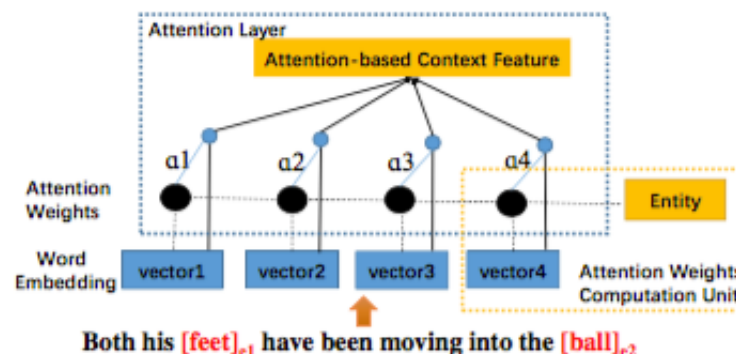 Attention Layer
Attention-based Context Feature
α1 α2 α3 α4
Attention
Weights
Entity
Word
Embedding
vector1 vector2 vector3 vector4
Attention Weights
Computation Unit
Both his [feet]e1 have been moving into the [ball]e2